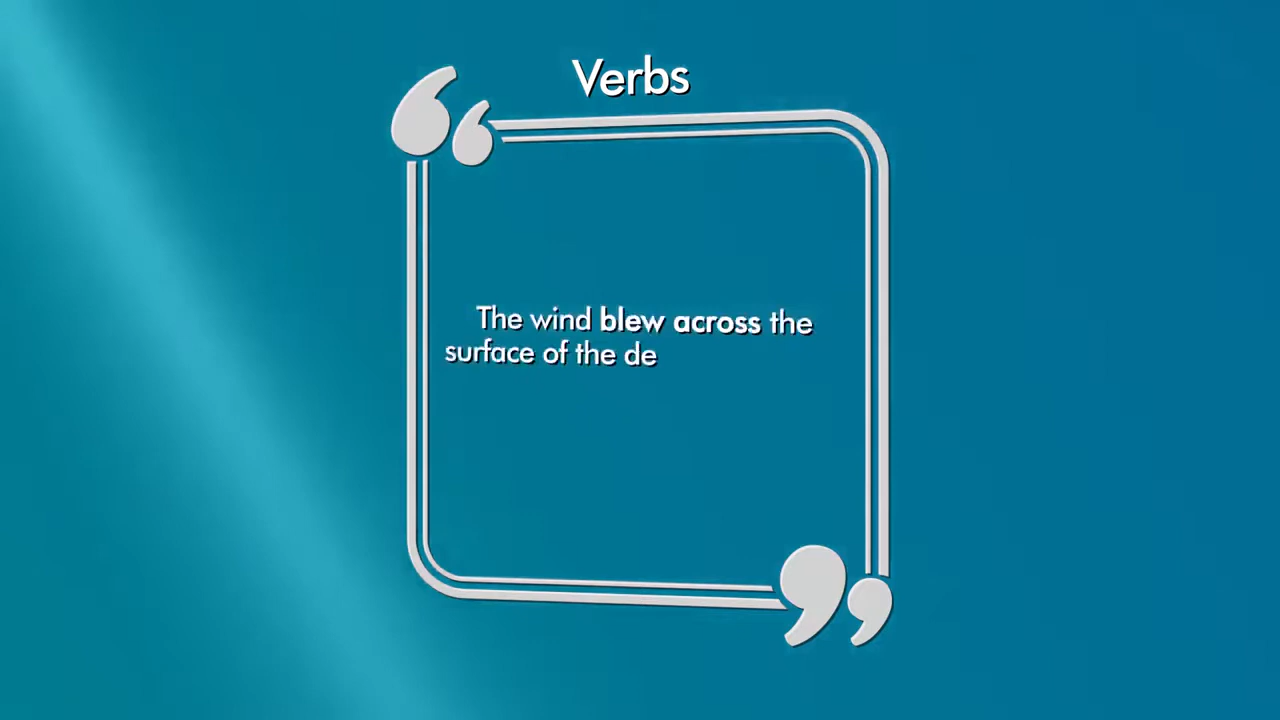 Verbs
The wind blew across the
surface of the de